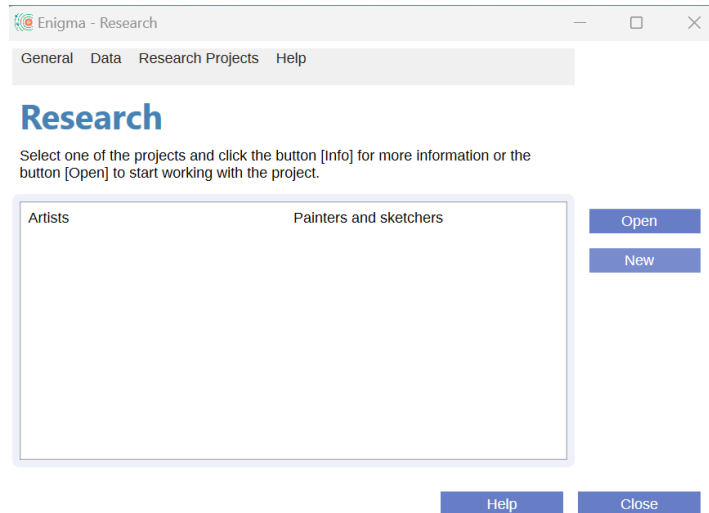 Enigma - Research
General Data Research Projects Help
Research
Select one of the projects and click the button [Info] for more information or the
button [Open] to start working with the project.
Artists Painters and sketchers
Open
New
Help Close